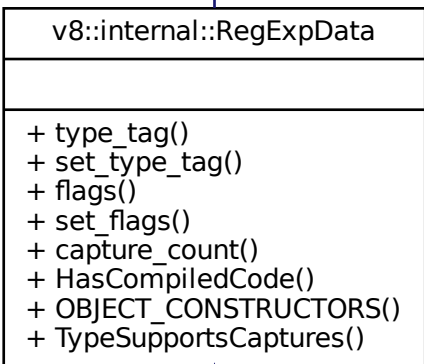 v8::internal::RegExpData
+ type_tag()
+ set_type_tag()
+ flags()
+ set_flags()
+ capture_count()
+ HasCompiledCode()
+ OBJECT_CONSTRUCTORS()
+ TypeSupportsCaptures()